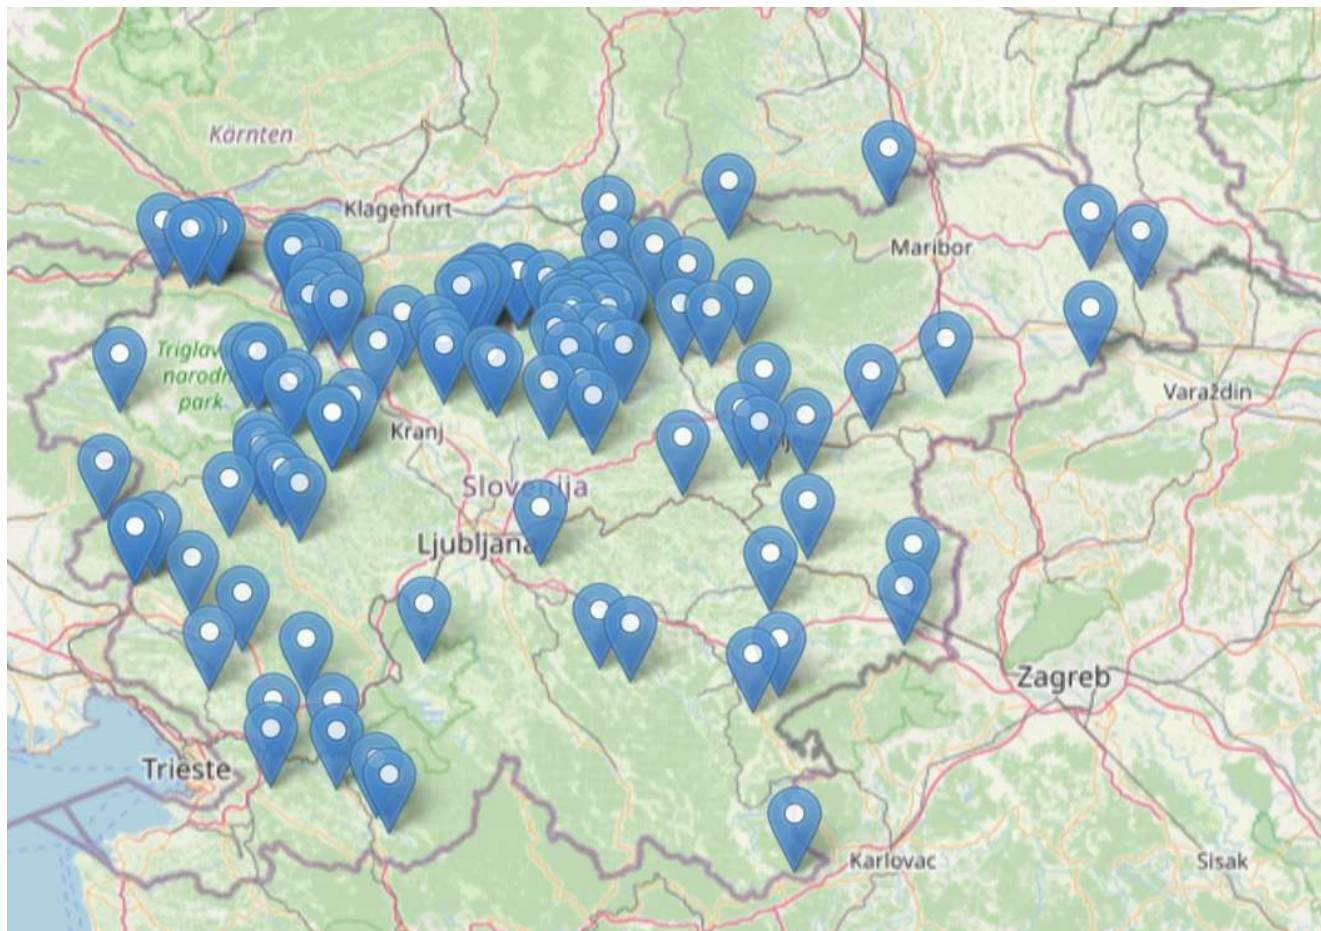 Kärnten
Klagenfurt
Maribor
Triglav
narodn
park
Varaždin
Kranj
Slovenija
Ljubljana
Zagreb
Trieste
Karlovac
Sisak